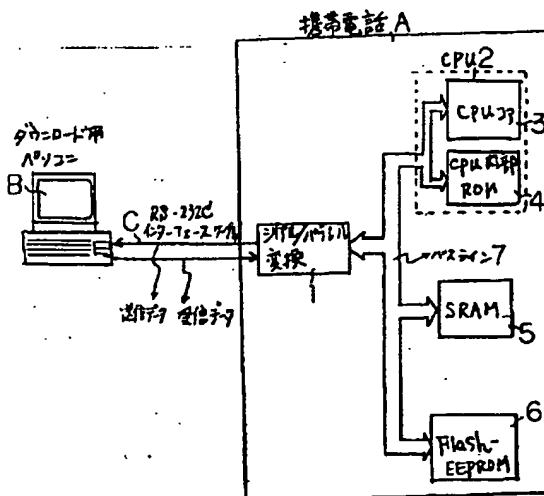 携帯電話 A
CPU2
CPUコア
3
CPU内部
ROM
4
ダウンロード用
パソコン
B
C
RS-232C
インターフェースケーブル
シリアル/パラレル
変換
1
バスライン7
送信データ
受信データ
SRAM
5
6
Flash-
EEPROM